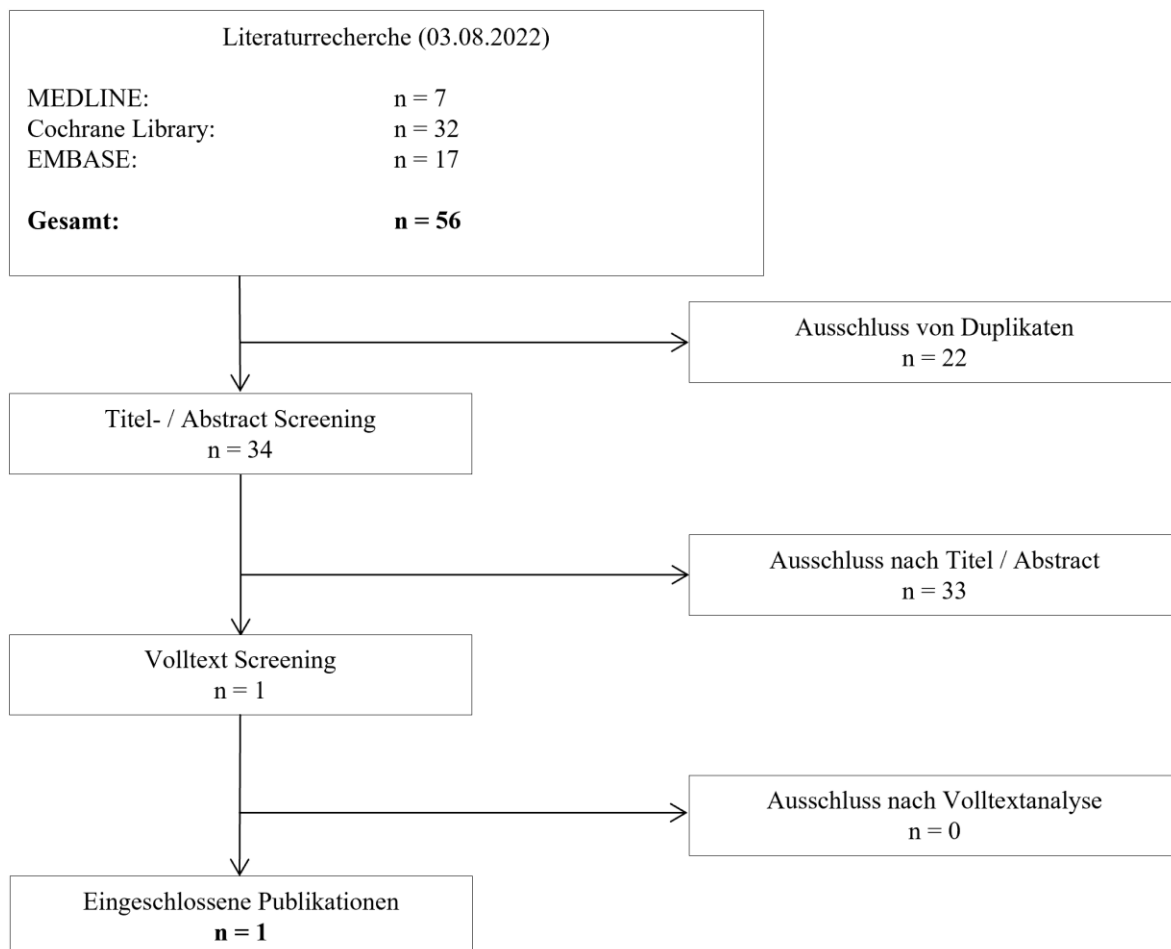 Literaturrecherche (03.08.2022)
MEDLINE: n = 7
Cochrane Library: n = 32
EMBASE: n = 17
Gesamt: n = 56
Ausschluss von Duplikaten
n = 22
Titel- / Abstract Screening
n = 34
Ausschluss nach Titel / Abstract
n = 33
Volltext Screening
n = 1
Ausschluss nach Volltextanalyse
n = 0
Eingeschlossene Publikationen
n = 1